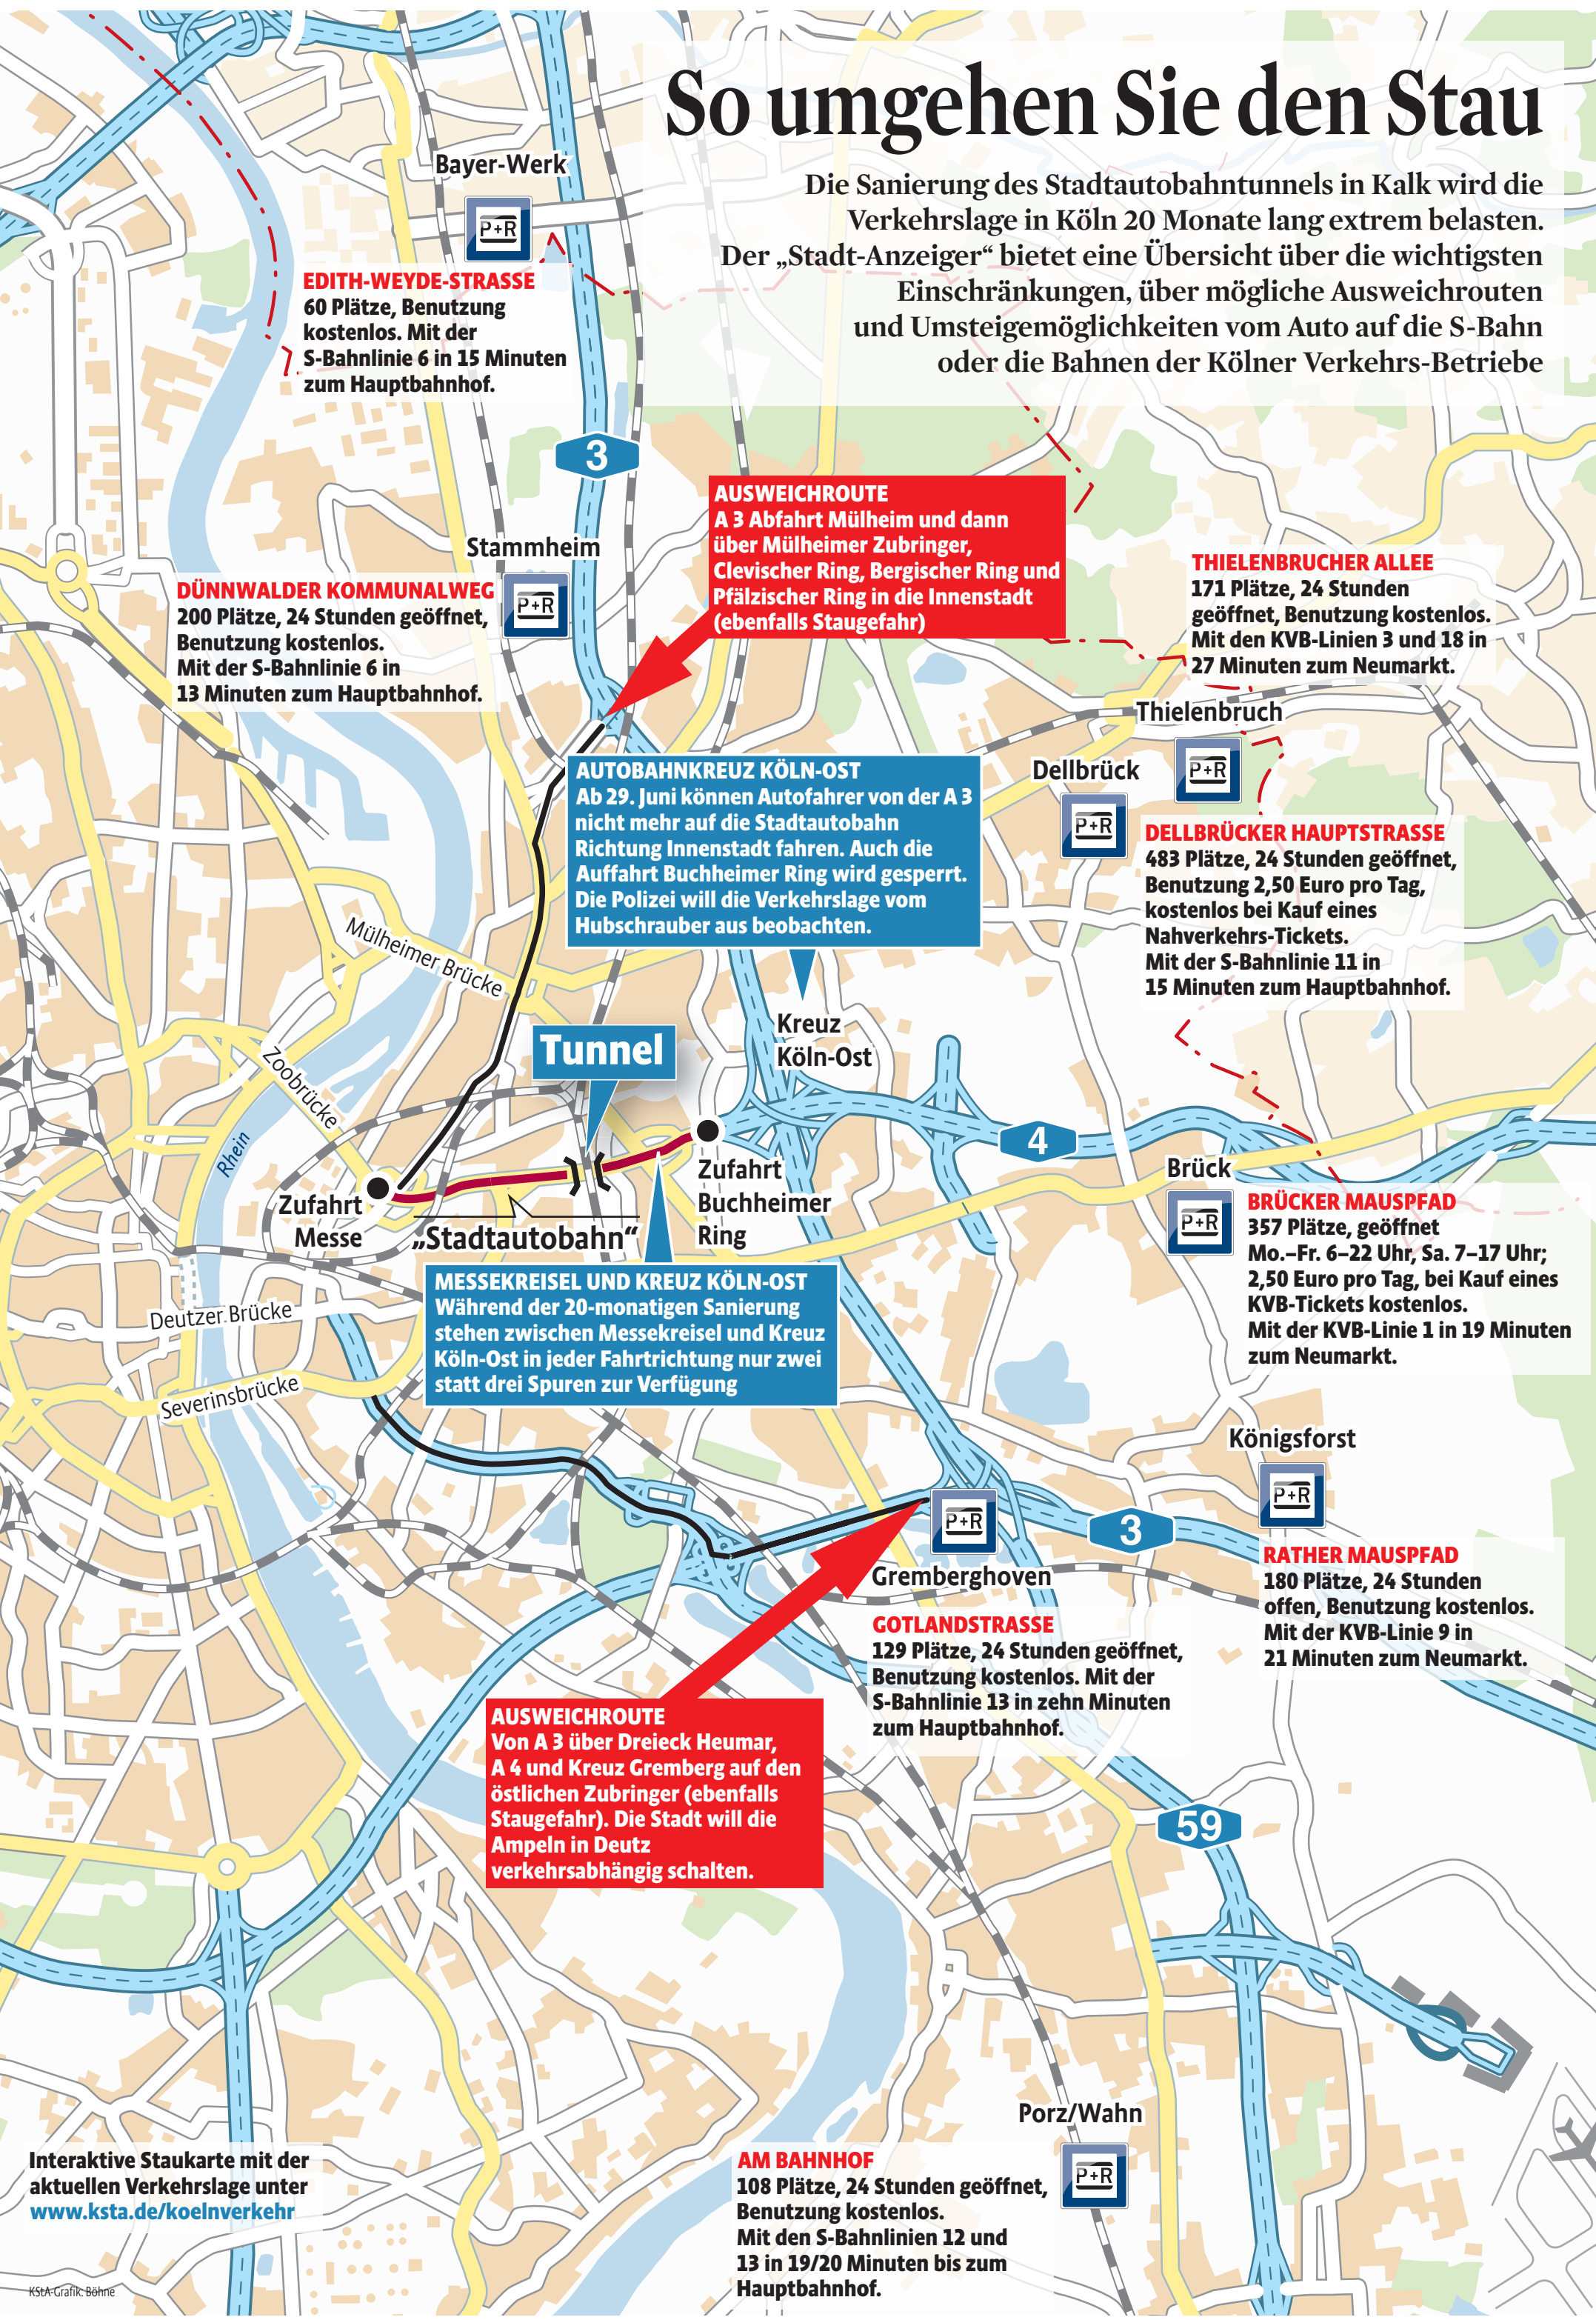 So umgehen Sie den Stau
Die Sanierung des Stadtautobahntunnels in Kalk wird die
Verkehrslage in Köln 20 Monate lang extrem belasten.
Der „Stadt-Anzeiger“ bietet eine Übersicht über die wichtigsten
Einschränkungen, über mögliche Ausweichrouten
und Umsteigemöglichkeiten vom Auto auf die S-Bahn
oder die Bahnen der Kölner Verkehrs-Betriebe
Bayer-Werk
P+R
EDITH-WEYDE-STRASSE
60 Plätze, Benutzung
kostenlos. Mit der
S-Bahnlinie 6 in 15 Minuten
zum Hauptbahnhof.
3
AUSWEICHROUTE
A 3 Abfahrt Mülheim und dann
über Mülheimer Zubringer,
Clevischer Ring, Bergischer Ring und
Pfälzischer Ring in die Innenstadt
(ebenfalls Staugefahr)
Stammheim
P+R
DÜNNWALDER KOMMUNALWEG
200 Plätze, 24 Stunden geöffnet,
Benutzung kostenlos.
Mit der S-Bahnlinie 6 in
13 Minuten zum Hauptbahnhof.
THIELENBRUCHER ALLEE
171 Plätze, 24 Stunden
geöffnet, Benutzung kostenlos.
Mit den KVB-Linien 3 und 18 in
27 Minuten zum Neumarkt.
Thielenbruch
P+R
Dellbrück
P+R
DELLBRÜCKER HAUPTSTRASSE
483 Plätze, 24 Stunden geöffnet,
Benutzung 2,50 Euro pro Tag,
kostenlos bei Kauf eines
Nahverkehrs-Tickets.
Mit der S-Bahnlinie 11 in
15 Minuten zum Hauptbahnhof.
AUTOBAHNKREUZ KÖLN-OST
Ab 29. Juni können Autofahrer von der A 3
nicht mehr auf die Stadtautobahn
Richtung Innenstadt fahren. Auch die
Auffahrt Buchheimer Ring wird gesperrt.
Die Polizei will die Verkehrslage vom
Hubschrauber aus beobachten.
Mülheimer Brücke
Kreuz
Köln-Ost
Tunnel
Zoobrücke
Rhein
4
Zufahrt
Messe
„Stadtautobahn“
Zufahrt
Buchheimer
Ring
Brück
P+R
BRÜCKER MAUSPFAD
357 Plätze, geöffnet
Mo.–Fr. 6–22 Uhr, Sa. 7–17 Uhr;
2,50 Euro pro Tag, bei Kauf eines
KVB-Tickets kostenlos.
Mit der KVB-Linie 1 in 19 Minuten
zum Neumarkt.
MESSEKREISEL UND KREUZ KÖLN-OST
Während der 20-monatigen Sanierung
stehen zwischen Messekreisel und Kreuz
Köln-Ost in jeder Fahrtrichtung nur zwei
statt drei Spuren zur Verfügung
Deutzer Brücke
Severinsbrücke
Königsforst
P+R
RATHER MAUSPFAD
180 Plätze, 24 Stunden
offen, Benutzung kostenlos.
Mit der KVB-Linie 9 in
21 Minuten zum Neumarkt.
P+R
3
Gremberghoven
GOTLANDSTRASSE
129 Plätze, 24 Stunden geöffnet,
Benutzung kostenlos. Mit der
S-Bahnlinie 13 in zehn Minuten
zum Hauptbahnhof.
AUSWEICHROUTE
Von A 3 über Dreieck Heumar,
A 4 und Kreuz Gremberg auf den
östlichen Zubringer (ebenfalls
Staugefahr). Die Stadt will die
Ampeln in Deutz
verkehrsabhängig schalten.
59
Porz/Wahn
P+R
AM BAHNHOF
108 Plätze, 24 Stunden geöffnet,
Benutzung kostenlos.
Mit den S-Bahnlinien 12 und
13 in 19/20 Minuten bis zum
Hauptbahnhof.
Interaktive Staukarte mit der
aktuellen Verkehrslage unter
www.ksta.de/koelnverkehr
KStA-Grafik: Böhne